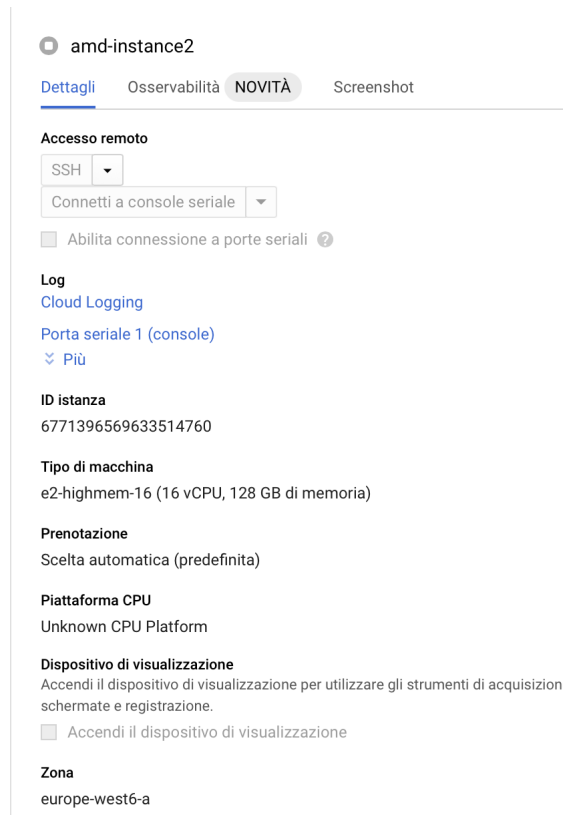 amd-instance2
Dettagli Osservabilità NOVITÀ Screenshot
Accesso remoto
SSH
Connetti a console seriale
Abilita connessione a porte seriali ?
Log
Cloud Logging
Porta seriale 1 (console)
Più
ID istanza
6771396569633514760
Tipo di macchina
e2-highmem-16 (16 vCPU, 128 GB di memoria)
Prenotazione
Scelta automatica (predefinita)
Piattaforma CPU
Unknown CPU Platform
Dispositivo di visualizzazione
Accendi il dispositivo di visualizzazione per utilizzare gli strumenti di acquisizion
schermate e registrazione.
Accendi il dispositivo di visualizzazione
Zona
europe-west6-a